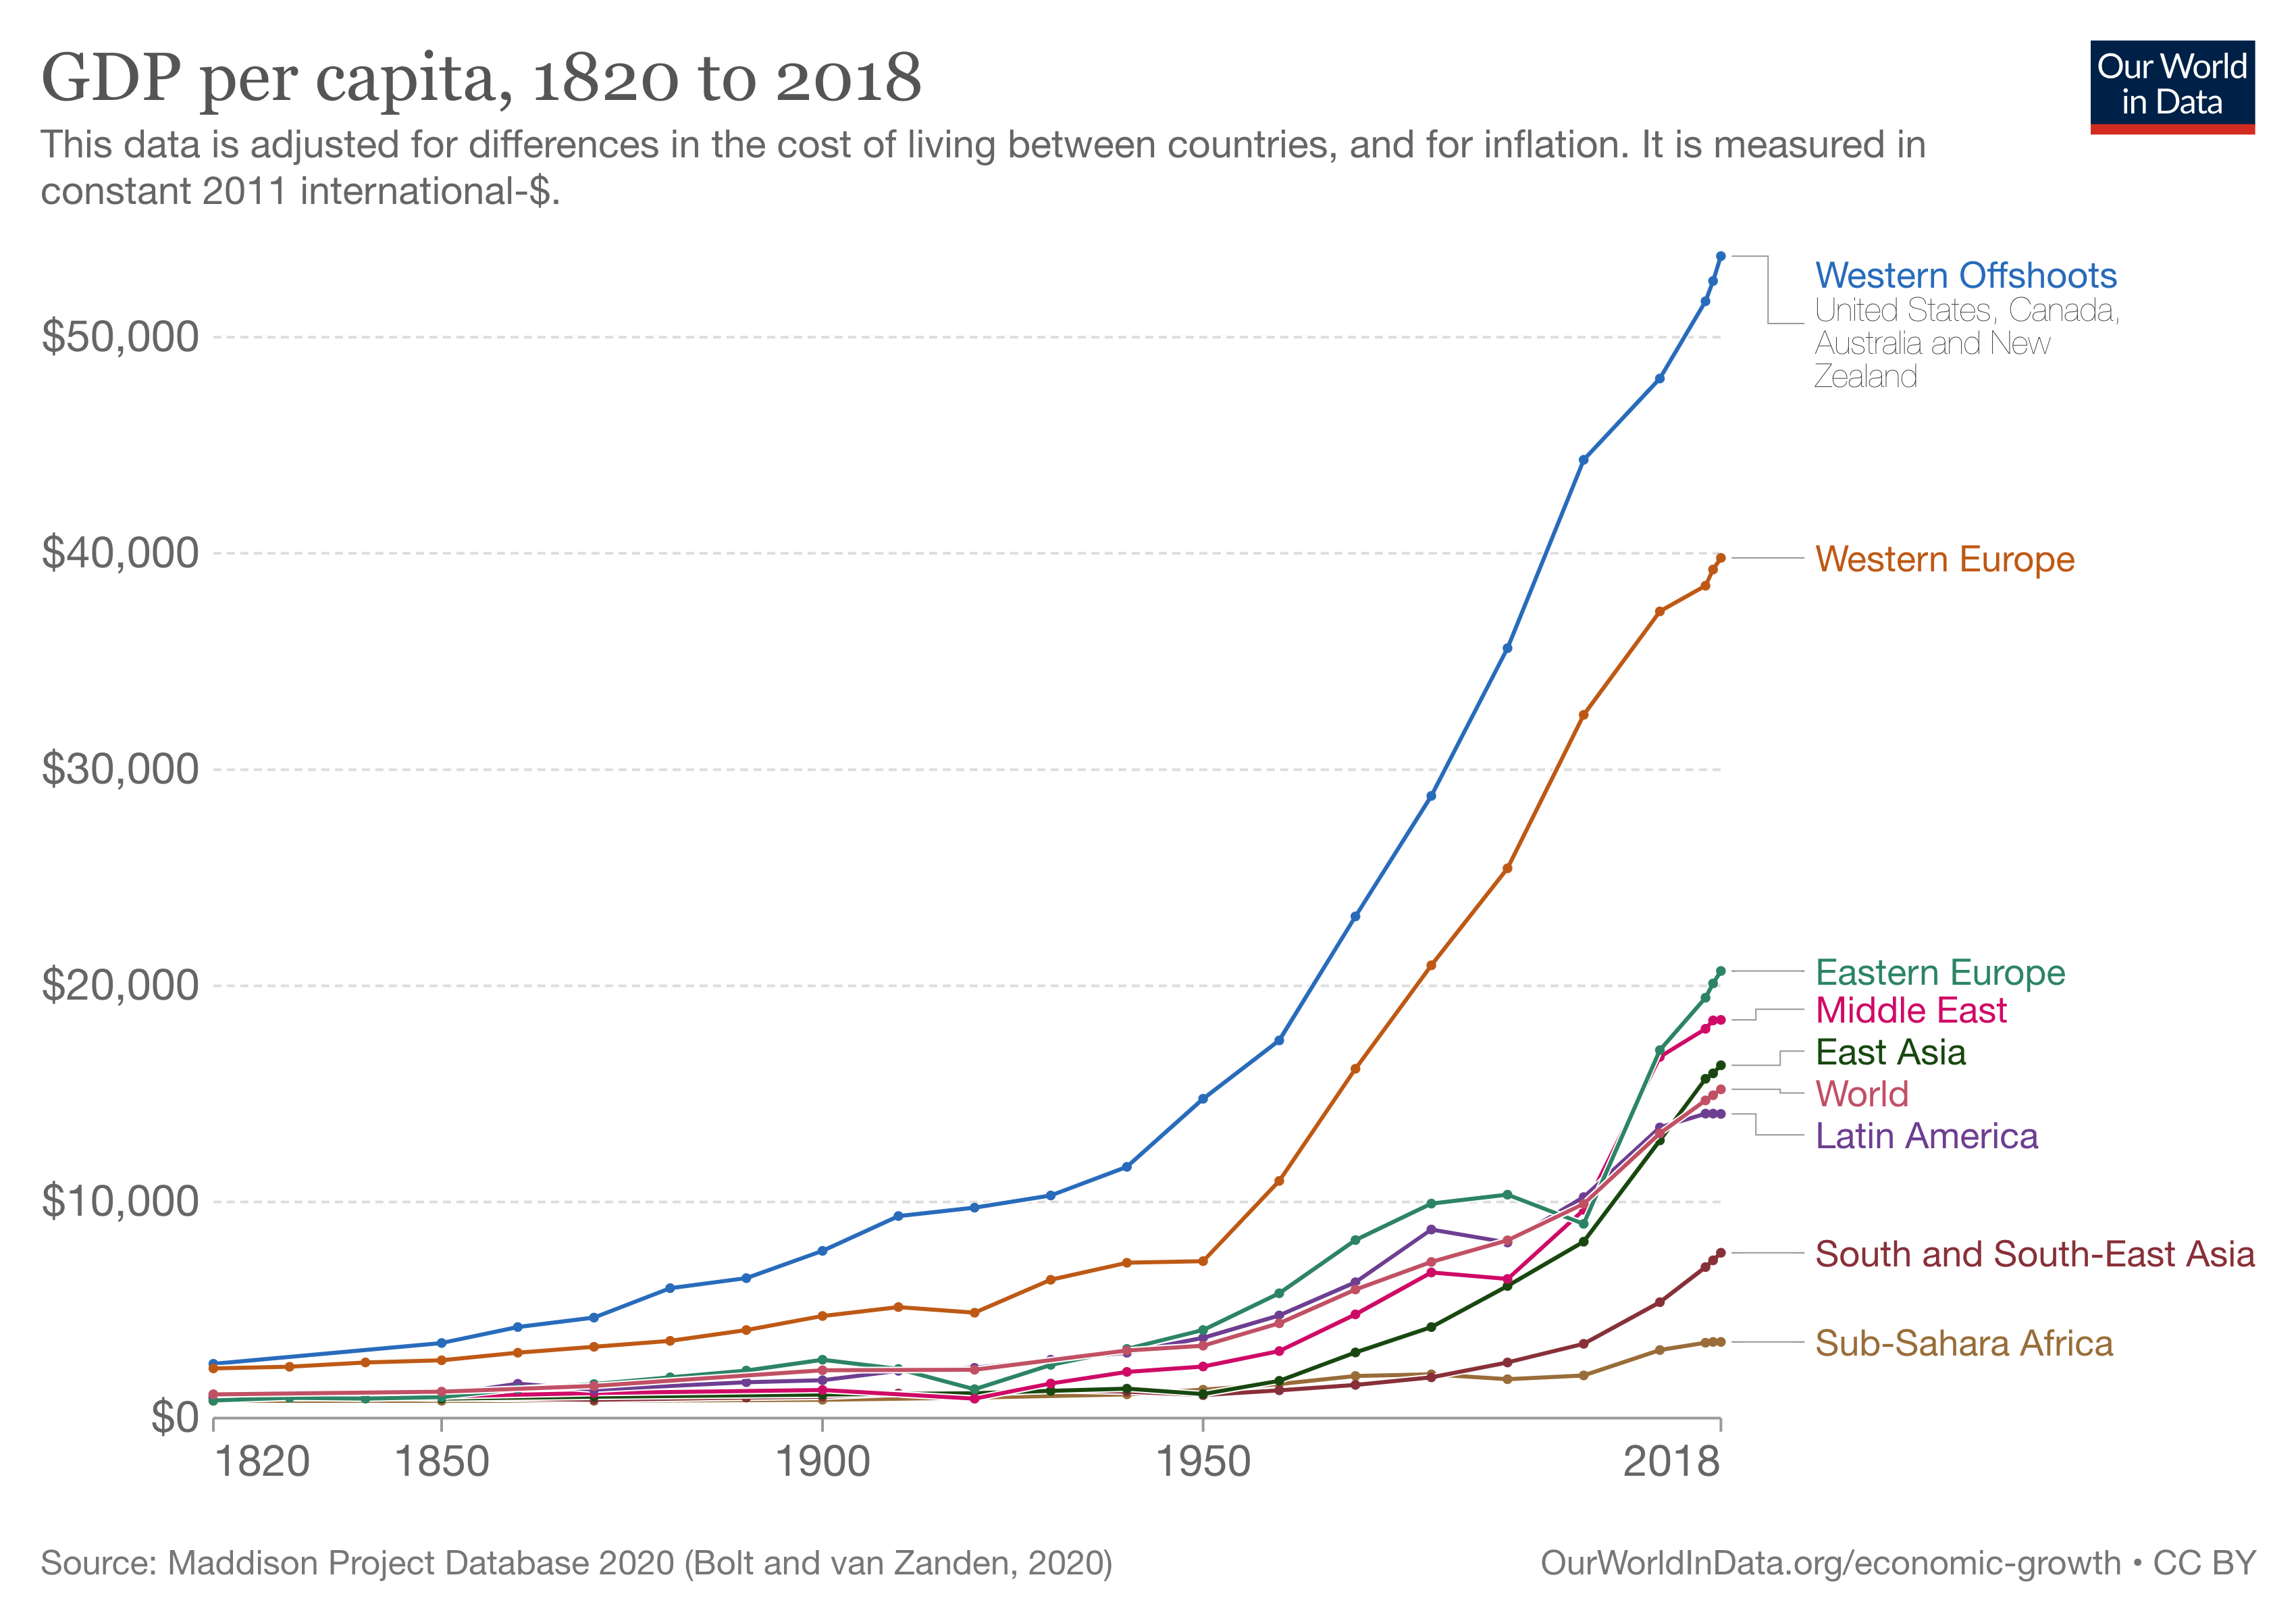 GDP per capita, 1820 to 2018
Our World
in Data
This data is adjusted for differences in the cost of living between countries, and for inflation. It is measured in
constant 2011 international-$.
Western Offshoots
United States, Canada,
Australia and New
Zealand
$50,000
$40,000
Western Europe
$30,000
$20,000
Eastern Europe
Middle East
East Asia
World
Latin America
$10,000
South and South-East Asia
Sub-Sahara Africa
$0
1820
1850
1900
1950
2018
Source: Maddison Project Database 2020 (Bolt and van Zanden, 2020)
OurWorldInData.org/economic-growth • CC BY